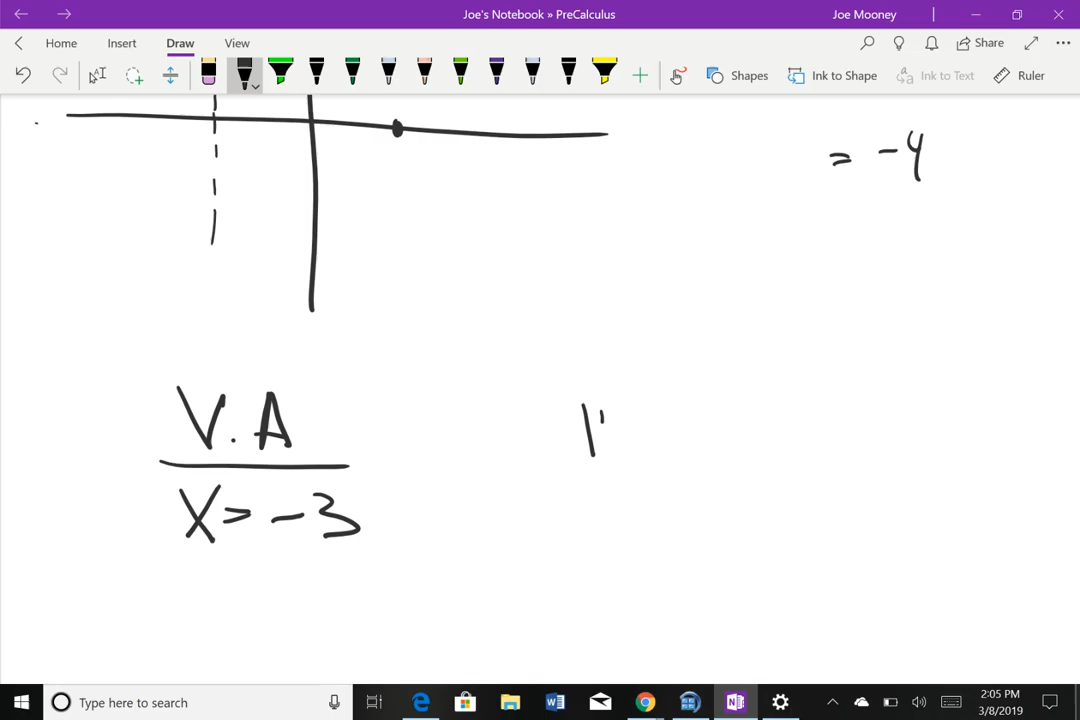 Joe's Notebook » PreCalculus
Joe Mooney
Home Insert Draw View
Share
Shapes Ink to Shape Ink to Text Ruler
= -4
V.A
X= -3
Type here to search
2:05 PM
3/8/2019